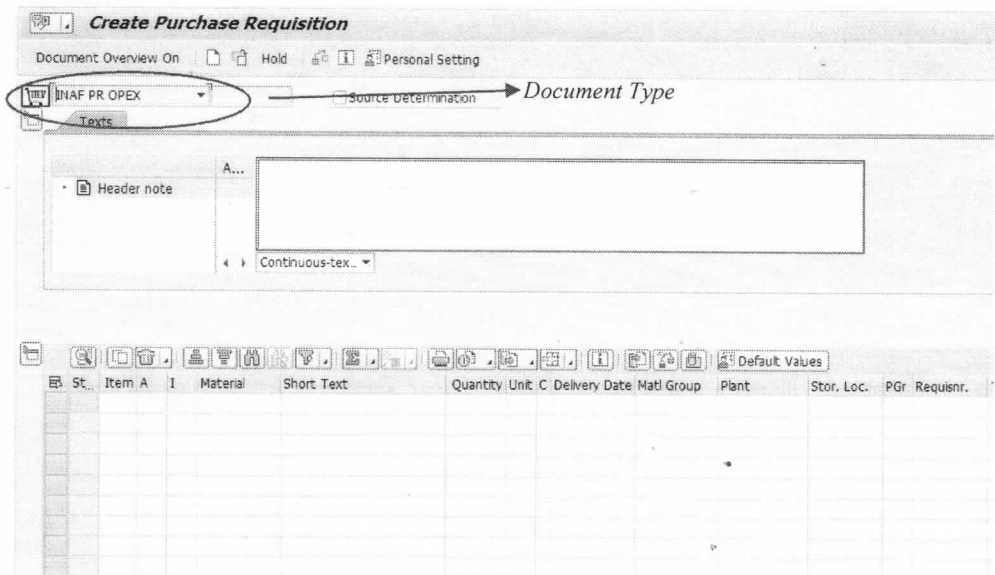 Create Purchase Requisition
Document Overview On Hold Personal Setting
INAF PR OPEX Source Determination Document Type
Texts
A...
Header note
Continuous-tex...
Default Values
St.. Item A I Material Short Text Quantity Unit C Delivery Date Matl Group Plant Stor. Loc. PGr Requisnr.